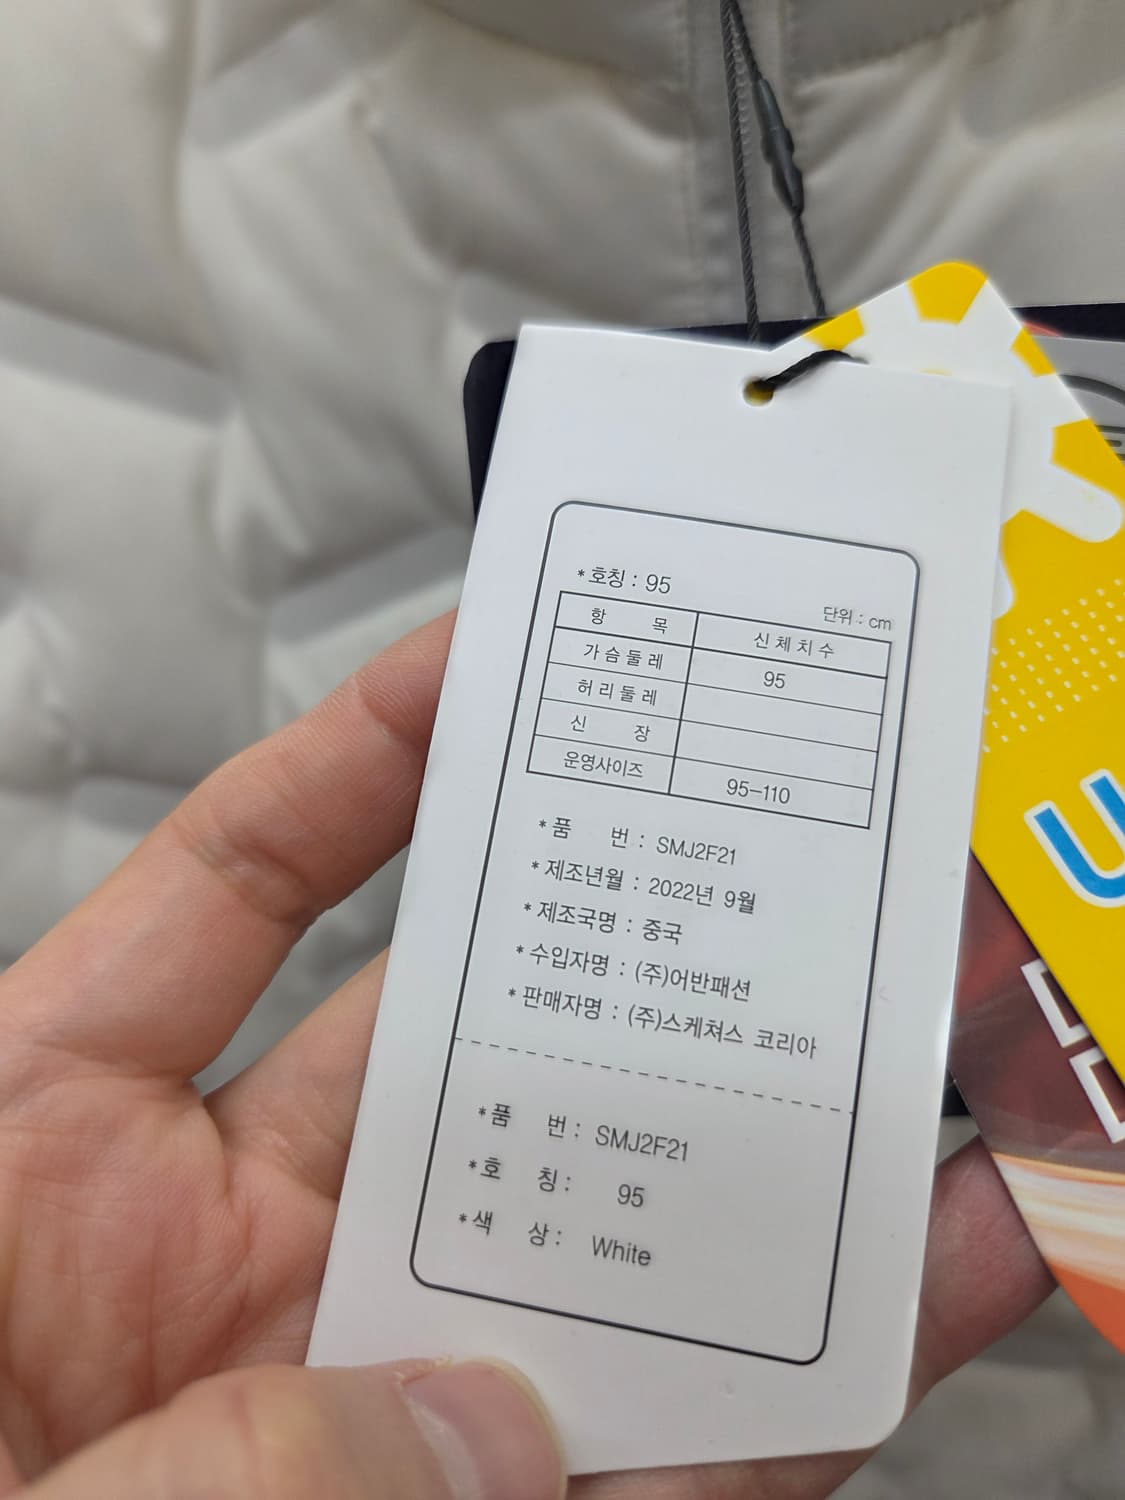 *호칭 : 95
단위 : cm
항 목 신체치수
가슴둘레 95
허리둘레
신 장
운영사이즈 95-110
*품 번 : SMJ2F21
*제조년월 : 2022년 9월
*제조국명 : 중국
*수입자명 : (주)어반패션
*판매자명 : (주)스케쳐스 코리아
*품 번 : SMJ2F21
*호 칭 : 95
*색 상 : White
U